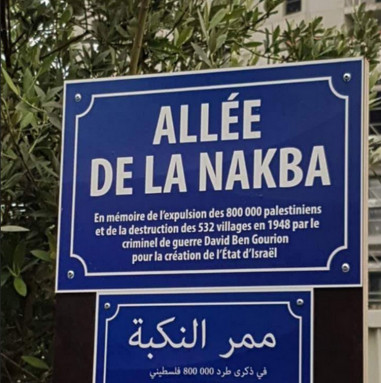 ALLÉE
DE LA NAKBA
En mémoire de l'expulsion des 800 000 palestiniens
et de la destruction des 532 villages en 1948 par le
criminel de guerre David Ben Gourion
pour la création de l'État d'Israël
ممر النكبة
في ذكرى طرد 800 000 فلسطيني